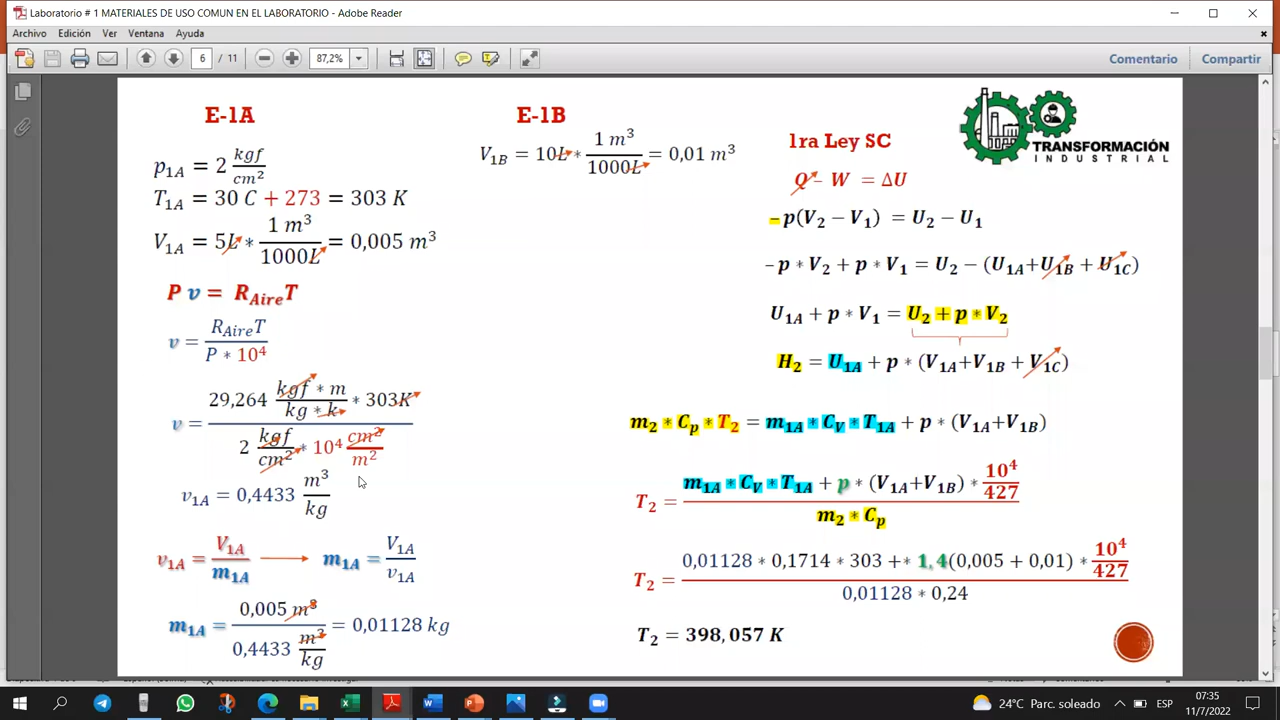 Laboratorio # 1 MATERIALES DE USO COMUN EN EL LABORATORIO - Adobe Reader
Archivo Edición Ver Ventana Ayuda
6 / 11 87,2% Comentario Compartir
E-1A
p₁A = 2 kgf/cm²
T₁A = 30 C + 273 = 303 K
V₁A = 5L * 1 m³/1000L = 0,005 m³
P v = R_Aire T
v = R_Aire T / P * 10⁴
v = 29,264 kgf * m/kg * k * 303K / 2 kgf/cm² * 10⁴ cm²/m²
v₁A = 0,4433 m³/kg
v₁A = V₁A/m₁A → m₁A = V₁A/v₁A
m₁A = 0,005 m³ / 0,4433 m³/kg = 0,01128 kg
E-1B
V₁B = 10L * 1 m³/1000L = 0,01 m³
TRANSFORMACIÓN
INDUSTRIAL
1ra Ley SC
Q - W = ΔU
-p(V₂ - V₁) = U₂ - U₁
-p * V₂ + p * V₁ = U₂ - (U₁A+U₁B + U₁C)
U₁A + p * V₁ = U₂ + p * V₂
H₂ = U₁A + p * (V₁A+V₁B + V₁C)
m₂ * Cp * T₂ = m₁A * CV * T₁A + p * (V₁A+V₁B)
T₂ = m₁A * CV * T₁A + p * (V₁A+V₁B) * 10⁴/427 / m₂ * Cp
T₂ = 0,01128 * 0,1714 * 303 +* 1,4(0,005 + 0,01) * 10⁴/427 / 0,01128 * 0,24
T₂ = 398,057 K
24°C Parc. soleado ESP 07:35
11/7/2022